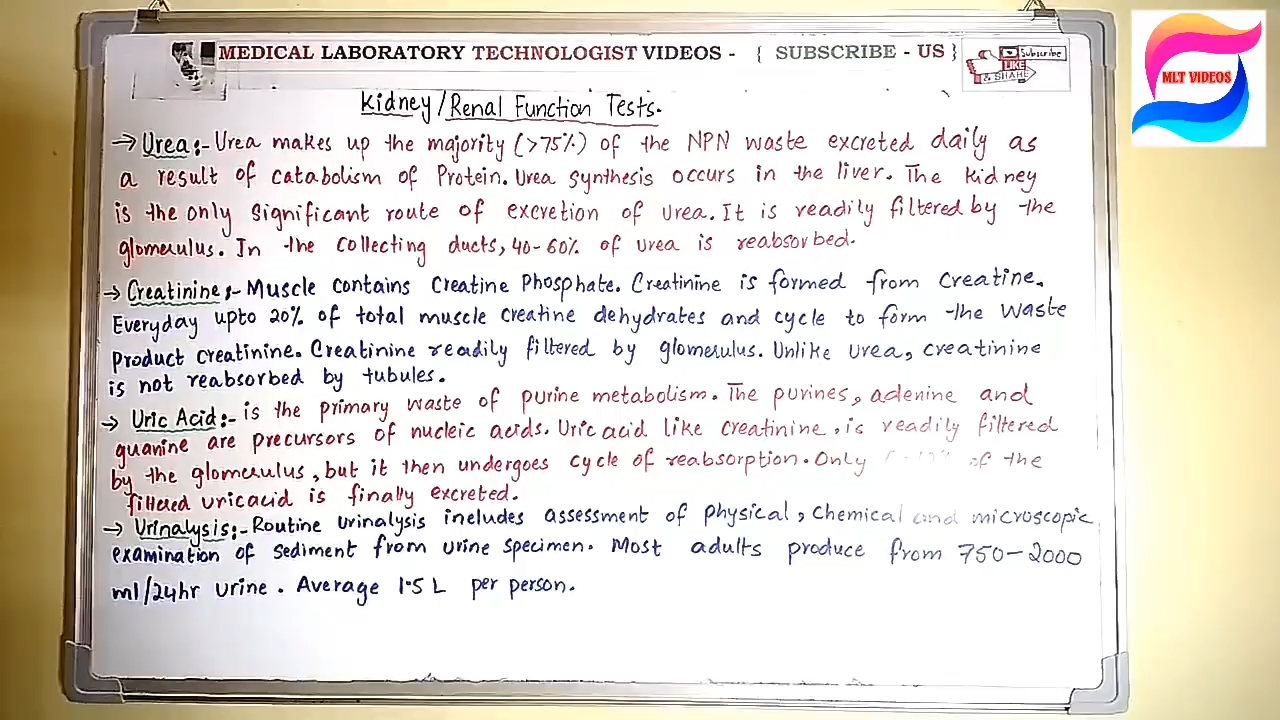 MEDICAL LABORATORY TECHNOLOGIST VIDEOS - { SUBSCRIBE - US }
Subscribe
LIKE
& SHARE
MLT VIDEOS
Kidney/Renal Function Tests.
→ Urea:- Urea makes up the majority (>75%) of the NPN waste excreted daily as
a result of catabolism of Protein. Urea synthesis occurs in the liver. The Kidney
is the only significant route of excretion of urea. It is readily filtered by the
glomerulus. In the collecting ducts, 40-60% of urea is reabsorbed.
→ Creatinine:- Muscle contains Creatine Phosphate. Creatinine is formed from Creatine.
Everyday upto 20% of total muscle creatine dehydrates and cycle to form the waste
Product creatinine. Creatinine readily filtered by glomerulus. Unlike urea, creatinine
is not reabsorbed by tubules.
→ Uric Acid:- is the primary waste of purine metabolism. The purines, adenine and
guanine are precursors of nucleic acids. Uric acid like creatinine, is readily filtered
by the glomerulus, but it then undergoes cycle of reabsorption. Only of the
filtered uric acid is finally excreted.
→ Urinalysis:- Routine urinalysis includes assessment of physical, chemical and microscopic
examination of sediment from urine specimen. Most adults produce from 750-2000
ml/24hr urine. Average 1.5 L per person.